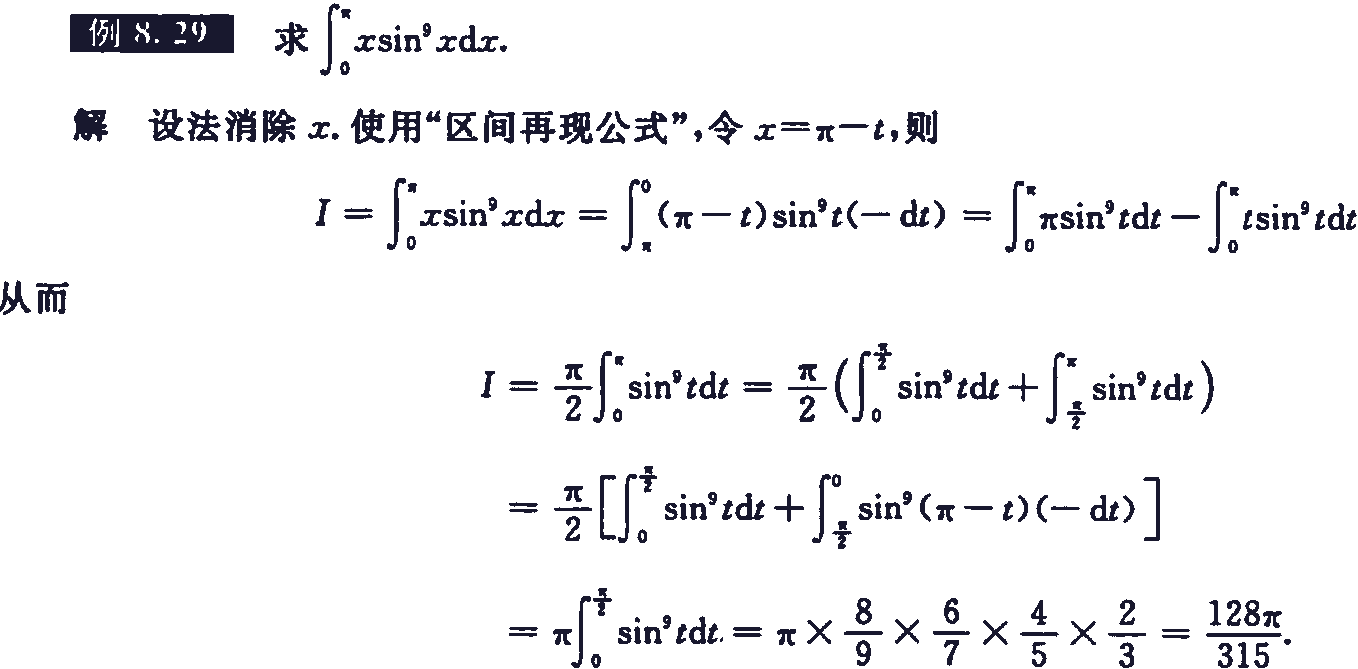 例 8.29 求∫₀^π xsin⁹xdx.
解 设法消除 x. 使用“区间再现公式”,令 x=π−t,则
I = ∫₀^π xsin⁹xdx = ∫_π^0 (π−t)sin⁹t(−dt) = ∫₀^π πsin⁹tdt − ∫₀^π tsin⁹tdt
从而
I = π/2 ∫₀^π sin⁹tdt = π/2 (∫₀^(π/2) sin⁹tdt + ∫_(π/2)^π sin⁹tdt)
= π/2 [∫₀^(π/2) sin⁹tdt + ∫_(π/2)^0 sin⁹(π−t)(−dt)]
= π∫₀^(π/2) sin⁹tdt. = π × 8/9 × 6/7 × 4/5 × 2/3 = 128π/315.